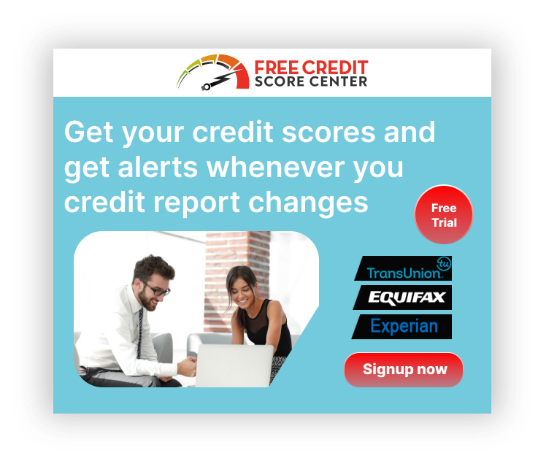 FREE CREDIT
SCORE CENTER
Get your credit scores and
get alerts whenever you
credit report changes
Free
Trial
tu
TransUnion
EQUIFAX
Experian
Signup now